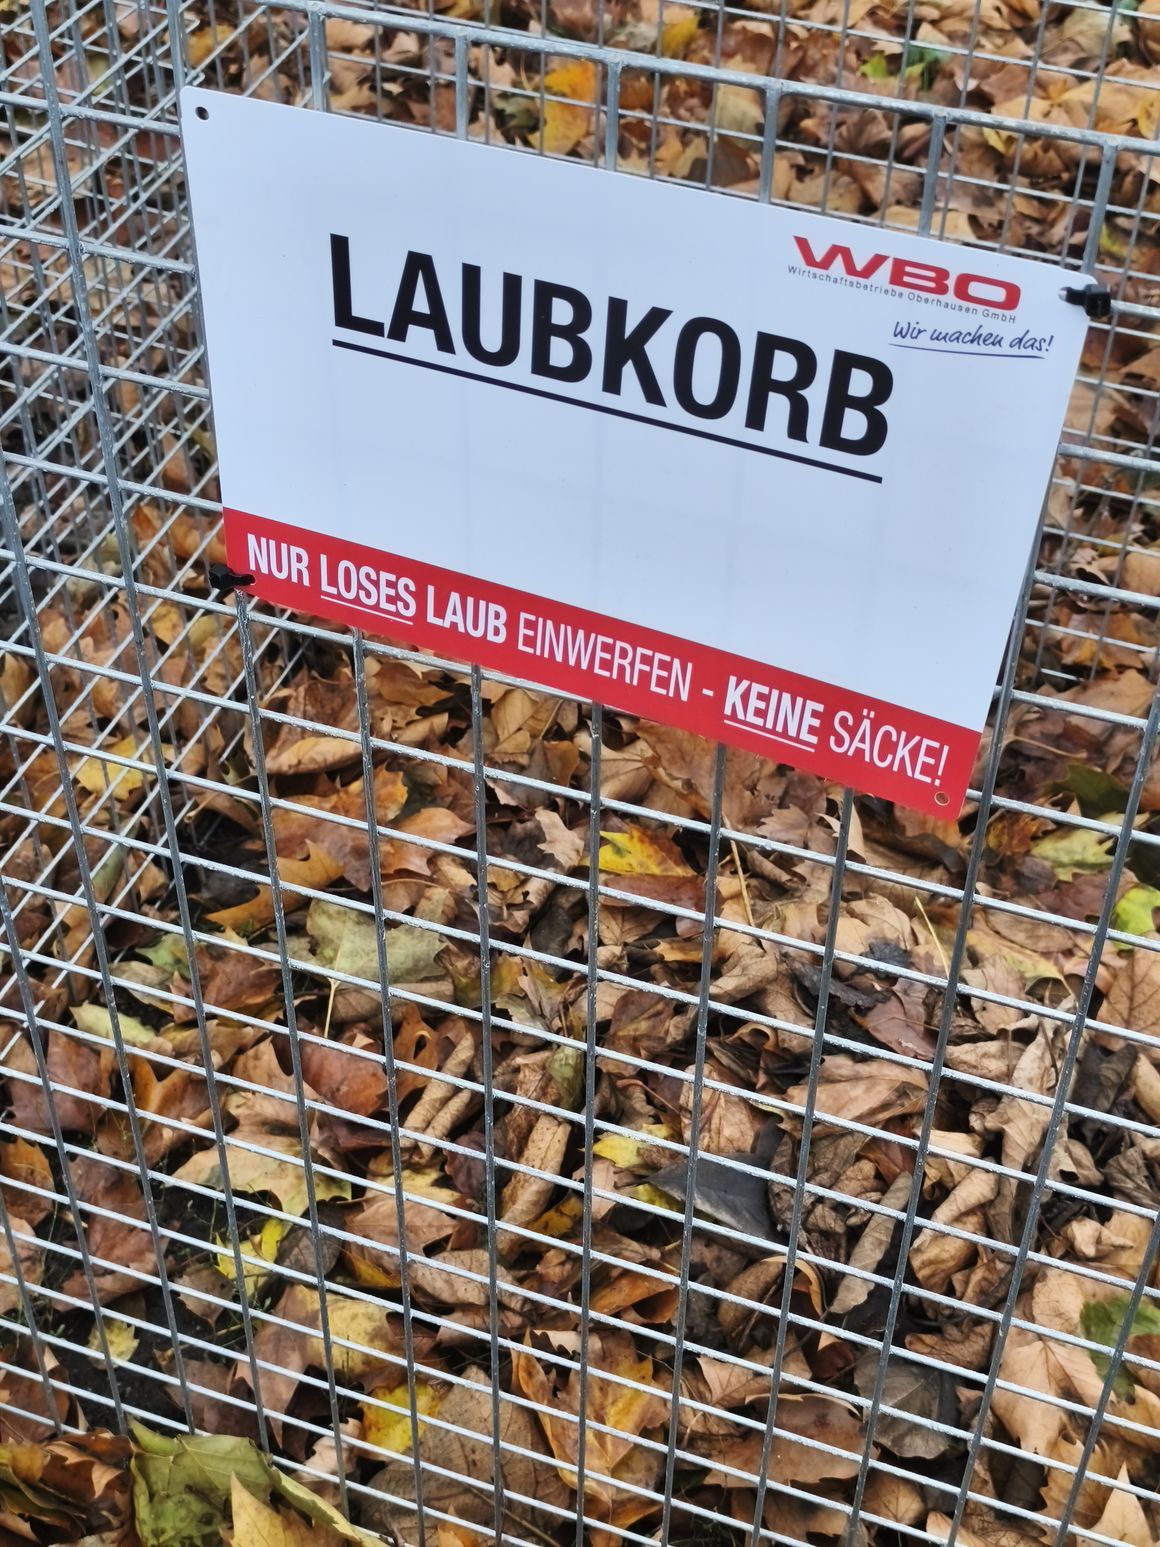 WBO
Wirtschaftsbetriebe Oberhausen GmbH
Wir machen das!
LAUBKORB
NUR LOSES LAUB EINWERFEN - KEINE SÄCKE!